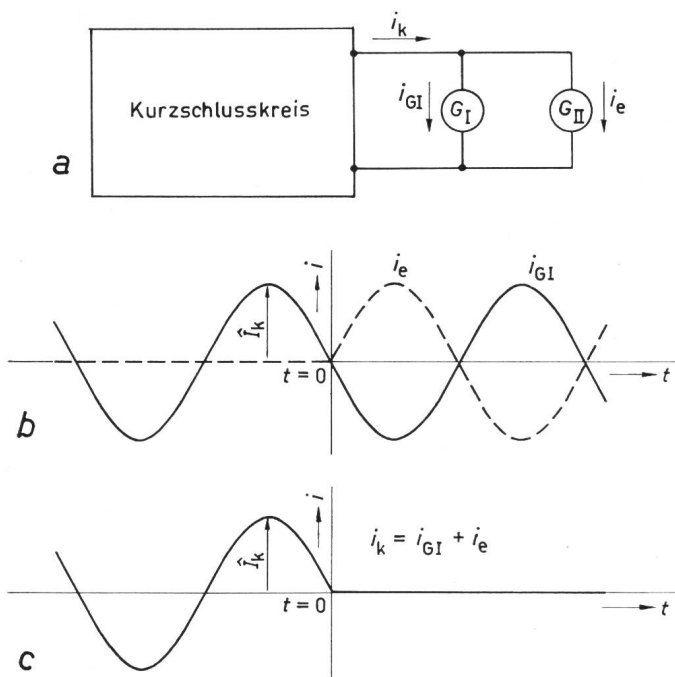 i_k
Kurzschlusskreis
i_GI
G_I
G_II
i_e
a
i
i_e
i_GI
Î_k
t = 0
t
b
i
Î_k
i_k = i_GI + i_e
t = 0
t
c